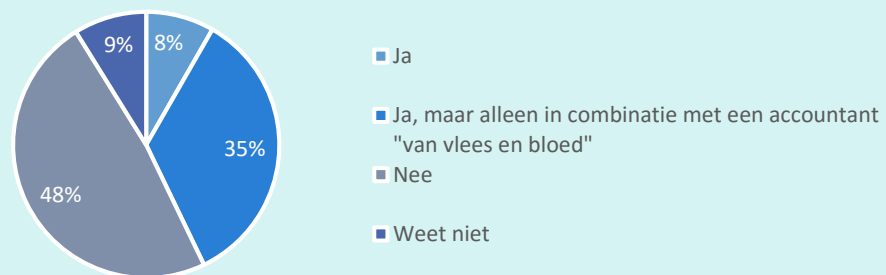 9%
8%
35%
48%
Ja
Ja, maar alleen in combinatie met een accountant
"van vlees en bloed"
Nee
Weet niet